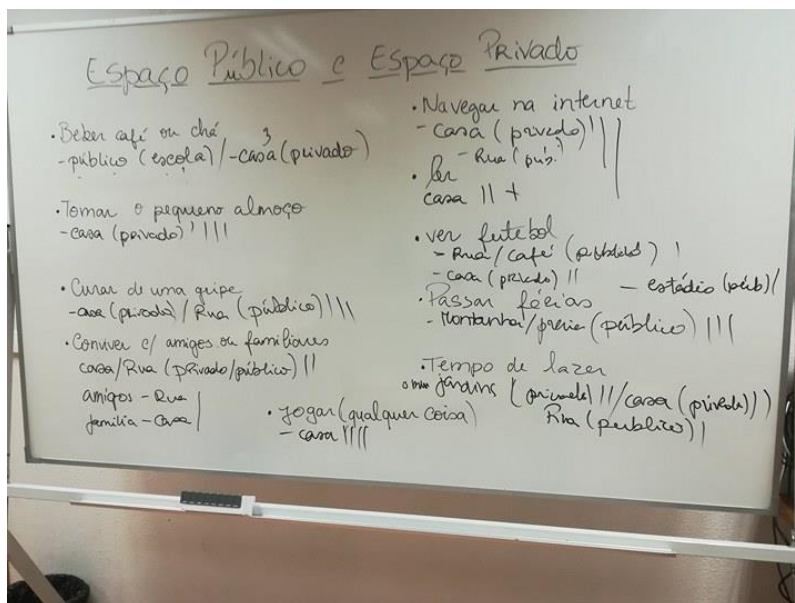 Espaço Público e Espaço Privado
• Beber café ou chá
- público (escola) / - casa 3 (privado)
• Tomar o pequeno almoço
- casa (privado) ||||
• Curar de uma gripe
- casa (privado) / Rua (público) ||||
• Conviver c/ amigos ou familiares
casa/Rua (privado/público) ||
amigos - Rua |
família - Casa |
• Jogar (qualquer coisa)
- casa ||||
• Navegar na internet
- casa (privado) ||||
- Rua (púb.)
• ler
casa || +
• ver futebol
- Rua/café (público) |
- casa (privado) || - estádio (púb) /
• Passar férias
- Montanha/praia (público) |||
• Tempo de lazer
jardins (privado) || / casa (privado) ))
Rua (público) |